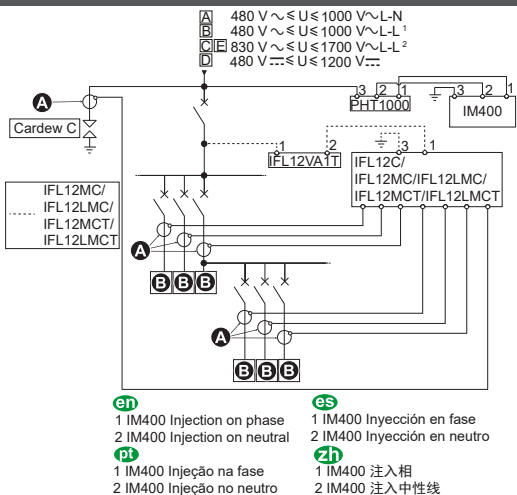 A 480 V ~ ≤ U ≤ 1000 V ~ L-N
B 480 V ~ ≤ U ≤ 1000 V ~ L-L 1
C E 830 V ~ ≤ U ≤ 1700 V ~ L-L 2
D 480 V ⎓ ≤ U ≤ 1200 V ⎓
3 2 1
PHT1000
3 2 1
IM400
A
Cardew C
1 2
IFL12VA1T
3 1
IFL12C/
IFL12MC/IFL12LMC/
IFL12MCT/IFL12LMCT
IFL12MC/
IFL12LMC/
IFL12MCT/
IFL12LMCT
A
B B B
A
B B B
en
1 IM400 Injection on phase
2 IM400 Injection on neutral
es
1 IM400 Inyección en fase
2 IM400 Inyección en neutro
pt
1 IM400 Injeção na fase
2 IM400 Injeção no neutro
zh
1 IM400 注入相
2 IM400 注入中性线